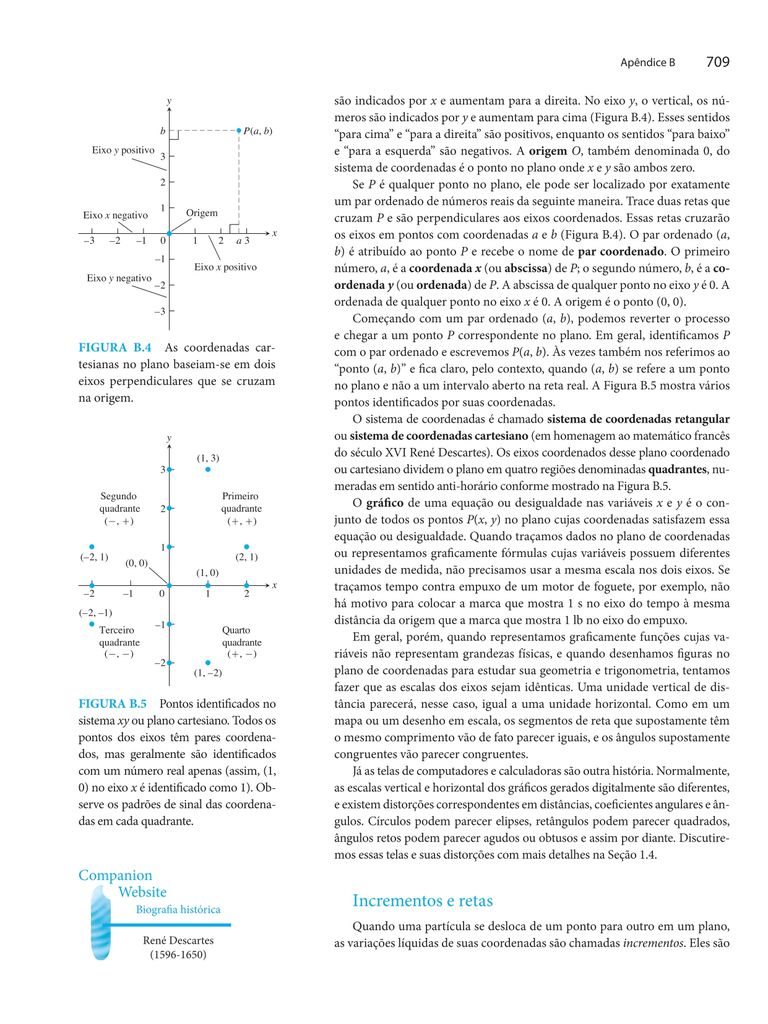 Apêndice B 709
y
b
P(a, b)
Eixo y positivo
3
2
1
Eixo x negativo
Origem
–3 –2 –1 0 1 2 a 3 x
–1
Eixo x positivo
Eixo y negativo
–2
–3
FIGURA B.4 As coordenadas car-
tesianas no plano baseiam-se em dois
eixos perpendiculares que se cruzam
na origem.
y
(1, 3)
3
Segundo
quadrante
(−, +)
Primeiro
quadrante
(+, +)
2
1
(–2, 1)
(0, 0)
(2, 1)
(1, 0)
–2 –1 0 1 2 x
(–2, –1)
–1
Terceiro
quadrante
(−, −)
Quarto
quadrante
(+, −)
–2
(1, –2)
FIGURA B.5 Pontos identificados no
sistema xy ou plano cartesiano. Todos os
pontos dos eixos têm pares coordena-
dos, mas geralmente são identificados
com um número real apenas (assim, (1,
0) no eixo x é identificado como 1). Ob-
serve os padrões de sinal das coordena-
das em cada quadrante.
Companion
Website
Biografia histórica
René Descartes
(1596-1650)
são indicados por x e aumentam para a direita. No eixo y, o vertical, os nú-
meros são indicados por y e aumentam para cima (Figura B.4). Esses sentidos
“para cima” e “para a direita” são positivos, enquanto os sentidos “para baixo”
e “para a esquerda” são negativos. A origem O, também denominada 0, do
sistema de coordenadas é o ponto no plano onde x e y são ambos zero.
Se P é qualquer ponto no plano, ele pode ser localizado por exatamente
um par ordenado de números reais da seguinte maneira. Trace duas retas que
cruzam P e são perpendiculares aos eixos coordenados. Essas retas cruzarão
os eixos em pontos com coordenadas a e b (Figura B.4). O par ordenado (a,
b) é atribuído ao ponto P e recebe o nome de par coordenado. O primeiro
número, a, é a coordenada x (ou abscissa) de P; o segundo número, b, é a co-
ordenada y (ou ordenada) de P. A abscissa de qualquer ponto no eixo y é 0. A
ordenada de qualquer ponto no eixo x é 0. A origem é o ponto (0, 0).
Começando com um par ordenado (a, b), podemos reverter o processo
e chegar a um ponto P correspondente no plano. Em geral, identificamos P
com o par ordenado e escrevemos P(a, b). Às vezes também nos referimos ao
“ponto (a, b)” e fica claro, pelo contexto, quando (a, b) se refere a um ponto
no plano e não a um intervalo aberto na reta real. A Figura B.5 mostra vários
pontos identificados por suas coordenadas.
O sistema de coordenadas é chamado sistema de coordenadas retangular
ou sistema de coordenadas cartesiano (em homenagem ao matemático francês
do século XVI René Descartes). Os eixos coordenados desse plano coordenado
ou cartesiano dividem o plano em quatro regiões denominadas quadrantes, nu-
meradas em sentido anti-horário conforme mostrado na Figura B.5.
O gráfico de uma equação ou desigualdade nas variáveis x e y é o con-
junto de todos os pontos P(x, y) no plano cujas coordenadas satisfazem essa
equação ou desigualdade. Quando traçamos dados no plano de coordenadas
ou representamos graficamente fórmulas cujas variáveis possuem diferentes
unidades de medida, não precisamos usar a mesma escala nos dois eixos. Se
traçamos tempo contra empuxo de um motor de foguete, por exemplo, não
há motivo para colocar a marca que mostra 1 s no eixo do tempo à mesma
distância da origem que a marca que mostra 1 lb no eixo do empuxo.
Em geral, porém, quando representamos graficamente funções cujas va-
riáveis não representam grandezas físicas, e quando desenhamos figuras no
plano de coordenadas para estudar sua geometria e trigonometria, tentamos
fazer que as escalas dos eixos sejam idênticas. Uma unidade vertical de dis-
tância parecerá, nesse caso, igual a uma unidade horizontal. Como em um
mapa ou um desenho em escala, os segmentos de reta que supostamente têm
o mesmo comprimento vão de fato parecer iguais, e os ângulos supostamente
congruentes vão parecer congruentes.
Já as telas de computadores e calculadoras são outra história. Normalmente,
as escalas vertical e horizontal dos gráficos gerados digitalmente são diferentes,
e existem distorções correspondentes em distâncias, coeficientes angulares e ân-
gulos. Círculos podem parecer elipses, retângulos podem parecer quadrados,
ângulos retos podem parecer agudos ou obtusos e assim por diante. Discutire-
mos essas telas e suas distorções com mais detalhes na Seção 1.4.
Incrementos e retas
Quando uma partícula se desloca de um ponto para outro em um plano,
as variações líquidas de suas coordenadas são chamadas incrementos. Eles são